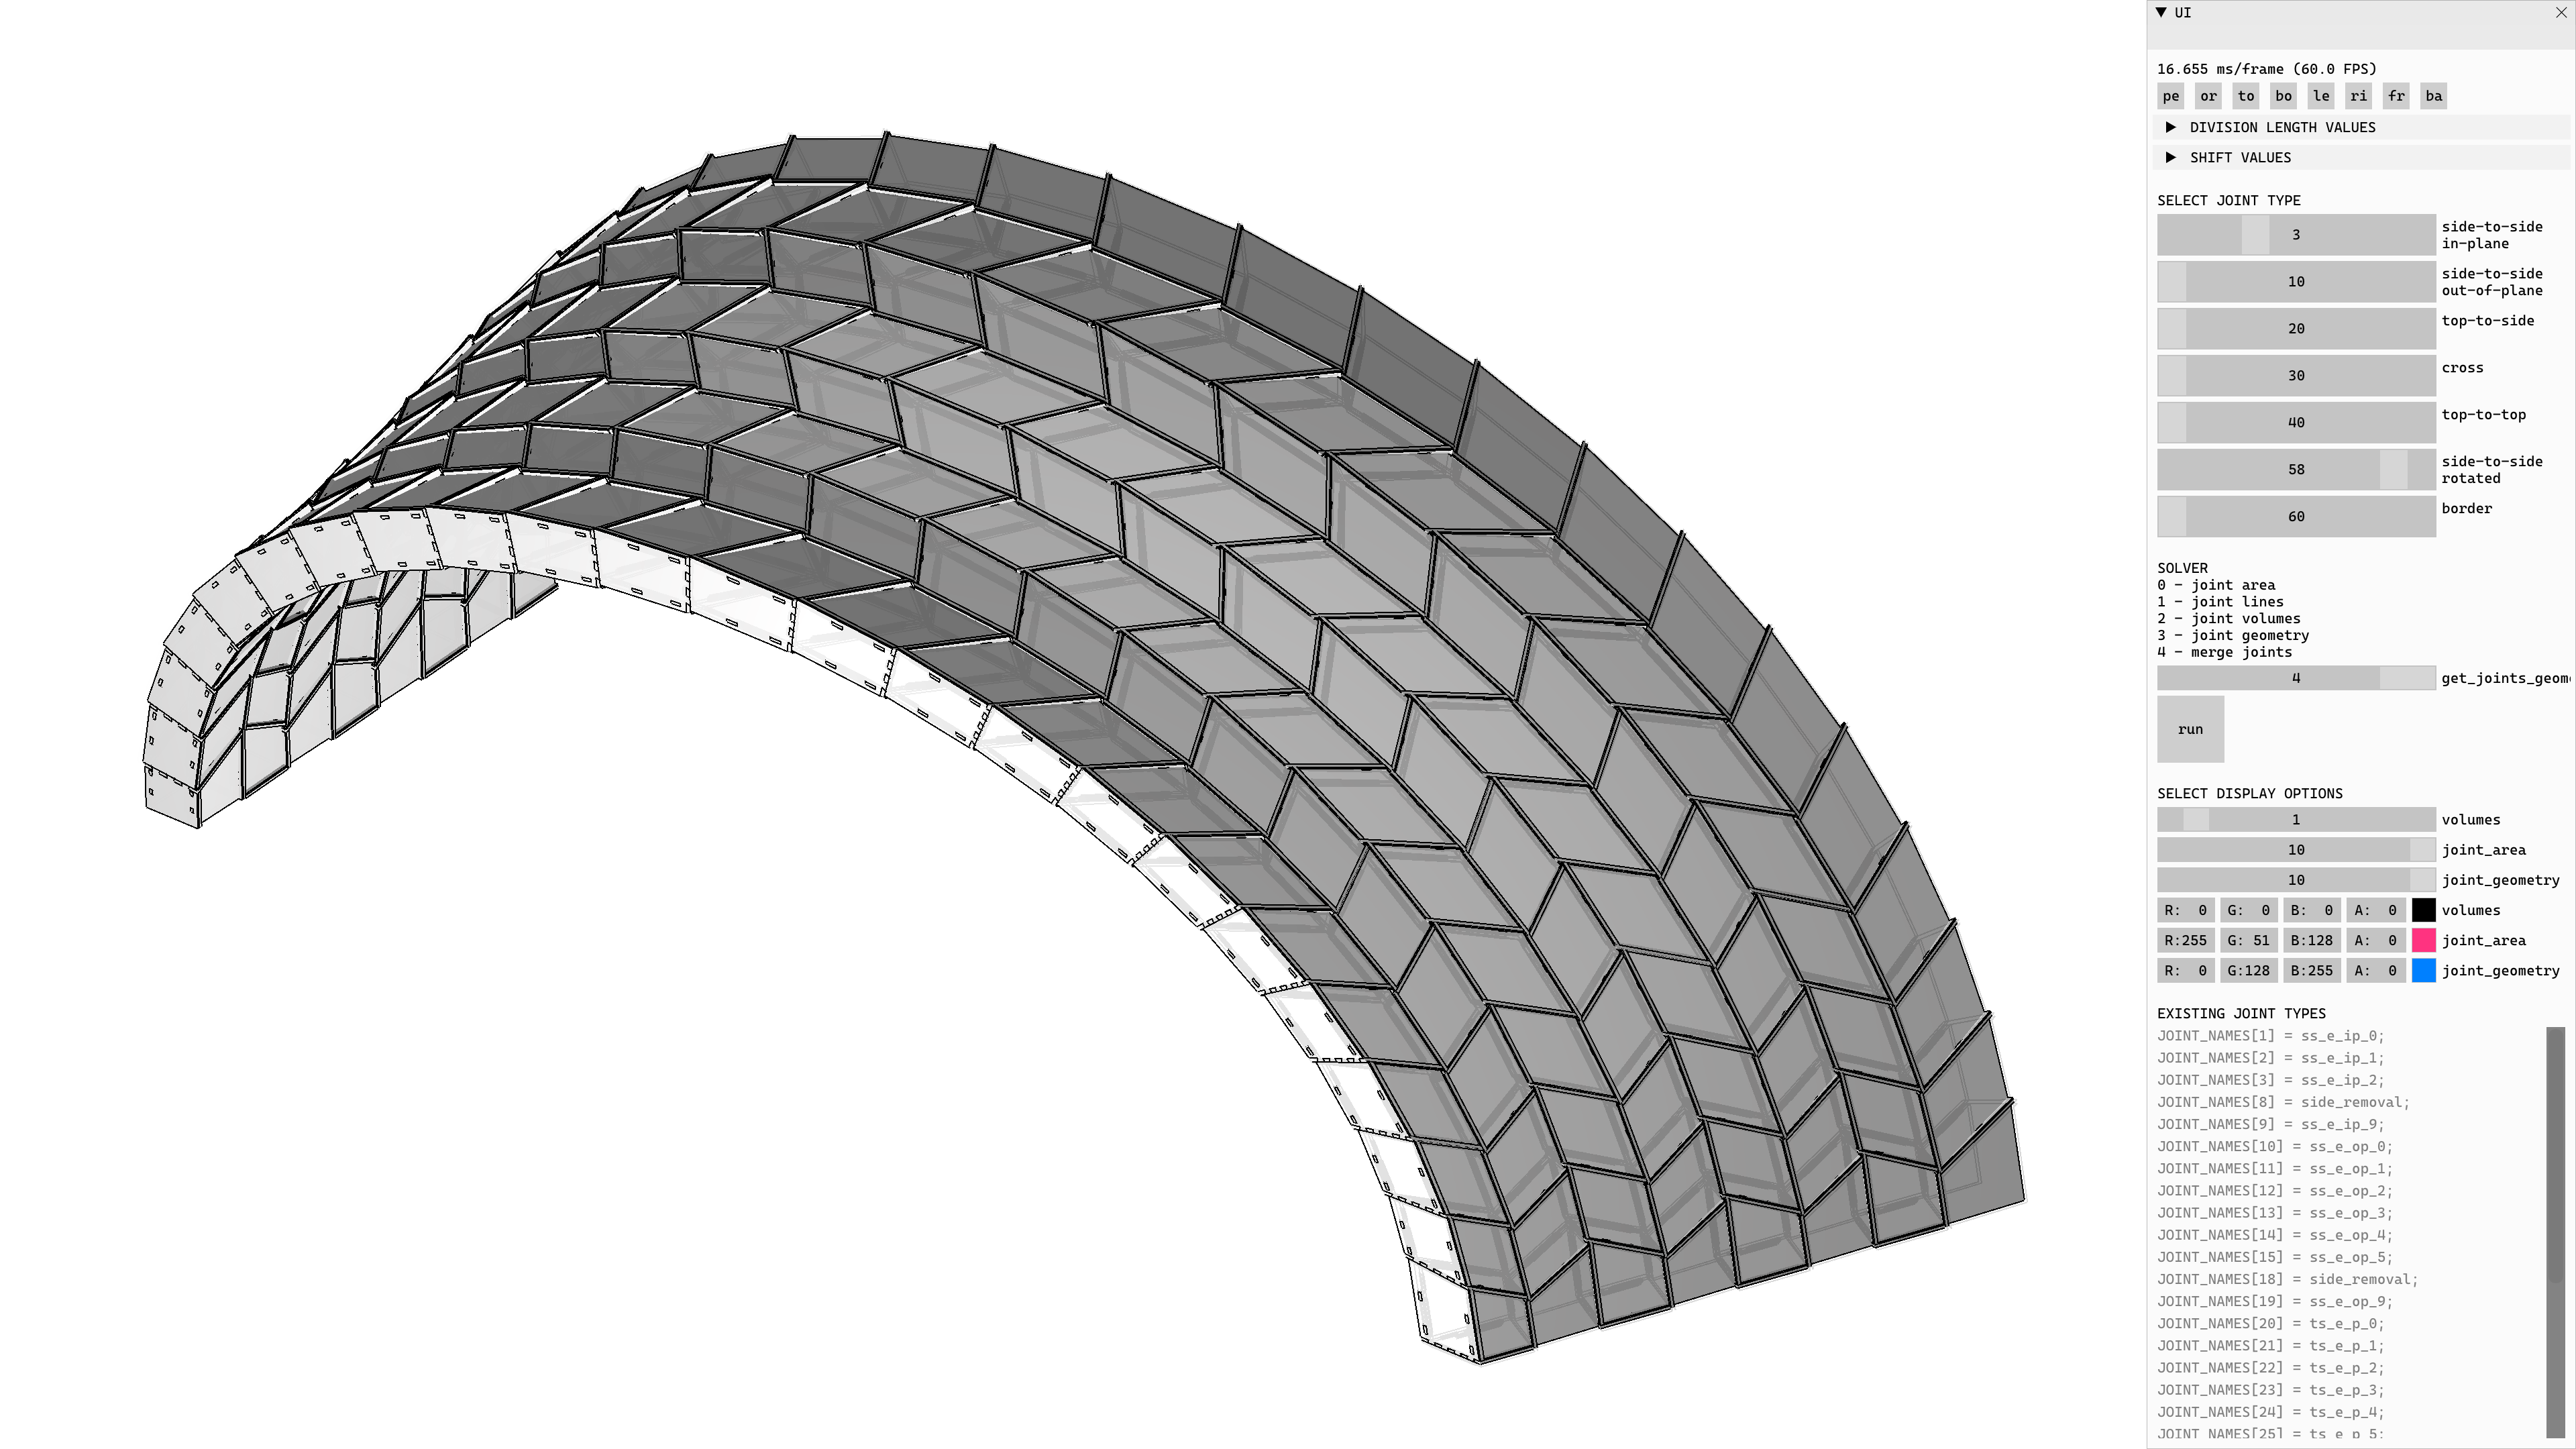 UI
16.655 ms/frame (60.0 FPS)
pe or to bo le ri fr ba
DIVISION LENGTH VALUES
SHIFT VALUES
SELECT JOINT TYPE
3 side-to-side
in-plane
10 side-to-side
out-of-plane
20 top-to-side
30 cross
40 top-to-top
58 side-to-side
rotated
60 border
SOLVER
0 - joint area
1 - joint lines
2 - joint volumes
3 - joint geometry
4 - merge joints
4 get_joints_geom
run
SELECT DISPLAY OPTIONS
1 volumes
10 joint_area
10 joint_geometry
R: 0 G: 0 B: 0 A: 0 volumes
R:255 G: 51 B:128 A: 0 joint_area
R: 0 G:128 B:255 A: 0 joint_geometry
EXISTING JOINT TYPES
JOINT_NAMES[1] = ss_e_ip_0;
JOINT_NAMES[2] = ss_e_ip_1;
JOINT_NAMES[3] = ss_e_ip_2;
JOINT_NAMES[8] = side_removal;
JOINT_NAMES[9] = ss_e_ip_9;
JOINT_NAMES[10] = ss_e_op_0;
JOINT_NAMES[11] = ss_e_op_1;
JOINT_NAMES[12] = ss_e_op_2;
JOINT_NAMES[13] = ss_e_op_3;
JOINT_NAMES[14] = ss_e_op_4;
JOINT_NAMES[15] = ss_e_op_5;
JOINT_NAMES[18] = side_removal;
JOINT_NAMES[19] = ss_e_op_9;
JOINT_NAMES[20] = ts_e_p_0;
JOINT_NAMES[21] = ts_e_p_1;
JOINT_NAMES[22] = ts_e_p_2;
JOINT_NAMES[23] = ts_e_p_3;
JOINT_NAMES[24] = ts_e_p_4;
JOINT_NAMES[25] = ts_e_p_5;